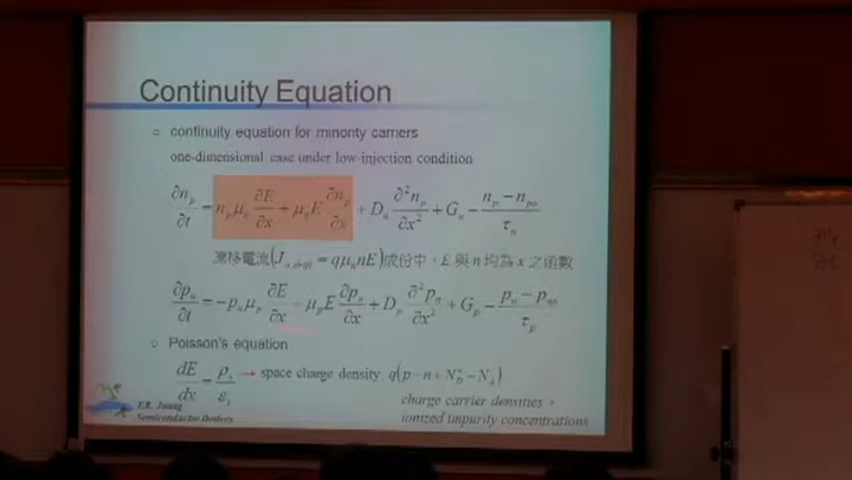 Continuity Equation
continuity equation for minority carriers
one-dimensional case under low-injection condition
∂n_p/∂t = n_p μ_n ∂E/∂x + μ_n E ∂n_p/∂x + D_n ∂²n_p/∂x² + G_n − (n_p − n_po)/τ_n
漂移電流(J_n,drift = qμ_n nE)成份中，E 與 n 均為 x 之函數
∂p_n/∂t = −p_n μ_p ∂E/∂x − μ_p E ∂p_n/∂x + D_p ∂²p_n/∂x² + G_p − (p_n − p_no)/τ_p
Poisson's equation
dE/dx = ρ_s/ε_s → space charge density q(p − n + N_D⁺ − N_A⁻)
charge carrier densities +
ionized impurity concentrations
Semiconductor Devices